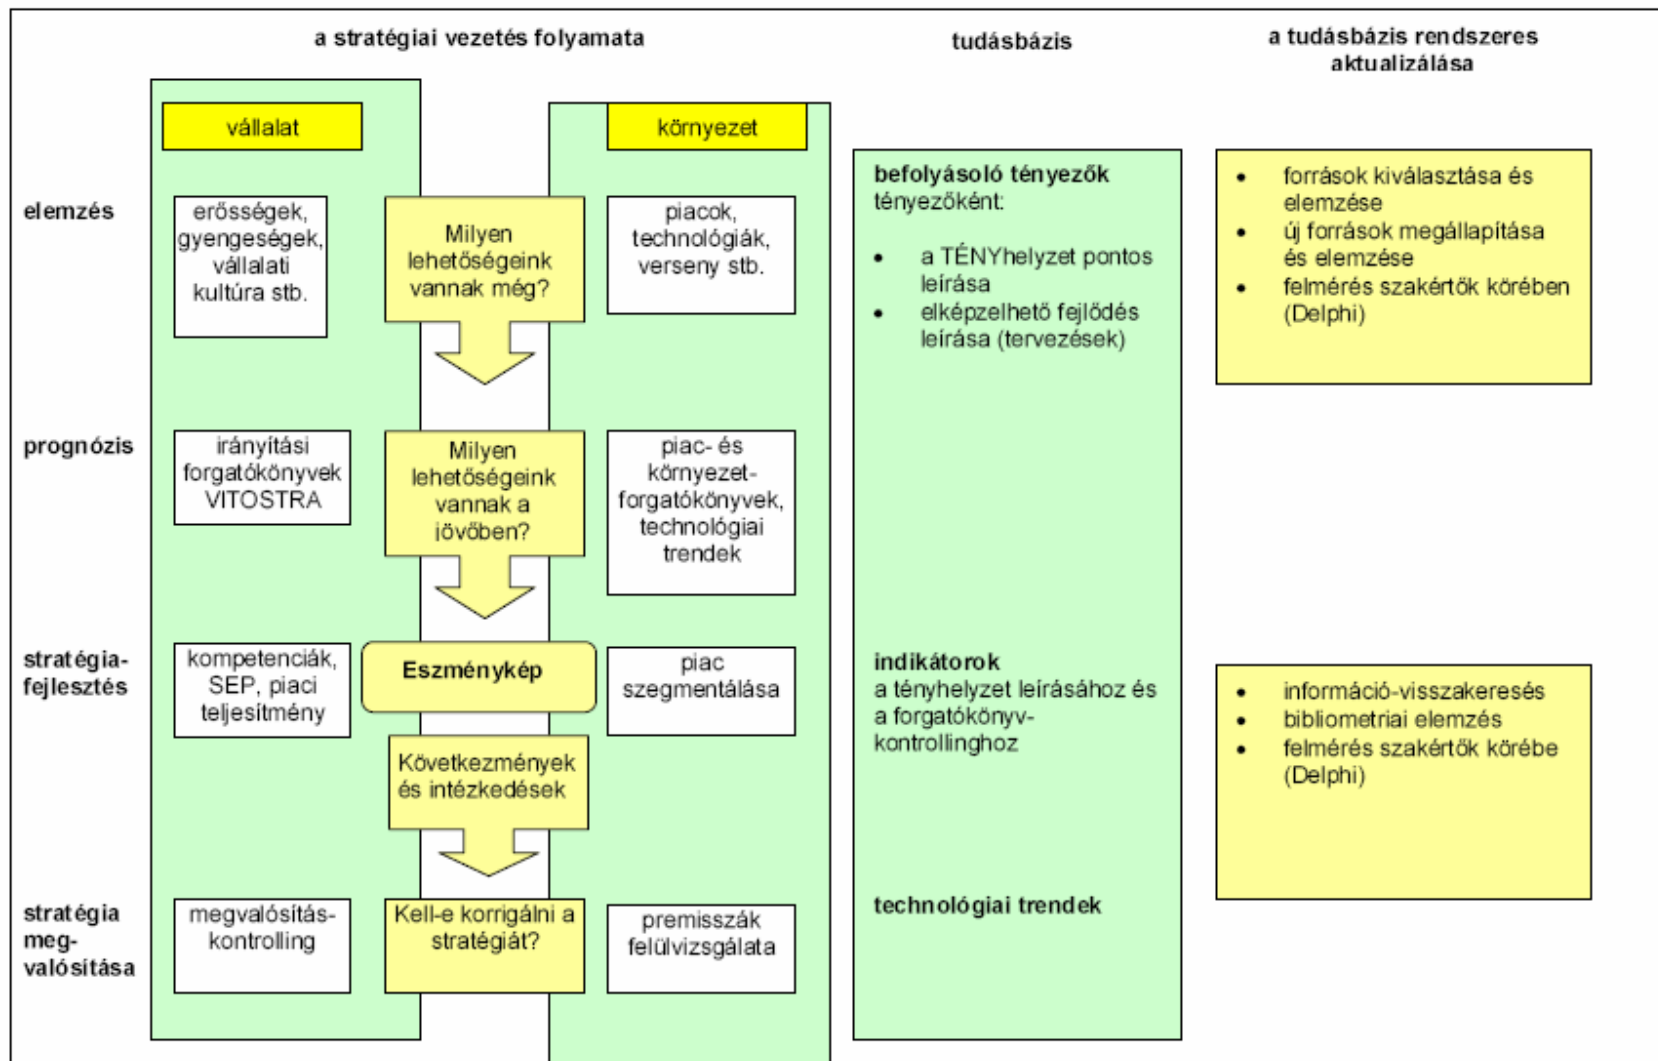 a stratégiai vezetés folyamata
tudásbázis
a tudásbázis rendszeres
aktualizálása
vállalat
környezet
elemzés
erősségek,
gyengeségek,
vállalati
kultúra stb.
Milyen
lehetőségeink
vannak még?
piacok,
technológiák,
verseny stb.
befolyásoló tényezők
tényezőként:
• a TÉNYhelyzet pontos
leírása
• elképzelhető fejlődés
leírása (tervezések)
• források kiválasztása és
elemzése
• új források megállapítása
és elemzése
• felmérés szakértők körében
(Delphi)
prognózis
irányítási
forgatókönyvek
VITOSTRA
Milyen
lehetőségeink
vannak a
jövőben?
piac- és
környezet-
forgatókönyvek,
technológiai
trendek
stratégia-
fejlesztés
kompetenciák,
SEP, piaci
teljesítmény
Eszménykép
piac
szegmentálása
indikátorok
a tényhelyzet leírásához és
a forgatókönyv-
kontrollinghoz
• információ-visszakeresés
• bibliometriai elemzés
• felmérés szakértők körébe
(Delphi)
Következmények
és intézkedések
stratégia
meg-
valósítása
megvalósítás-
kontrolling
Kell-e korrigálni a
stratégiát?
premisszák
felülvizsgálata
technológiai trendek